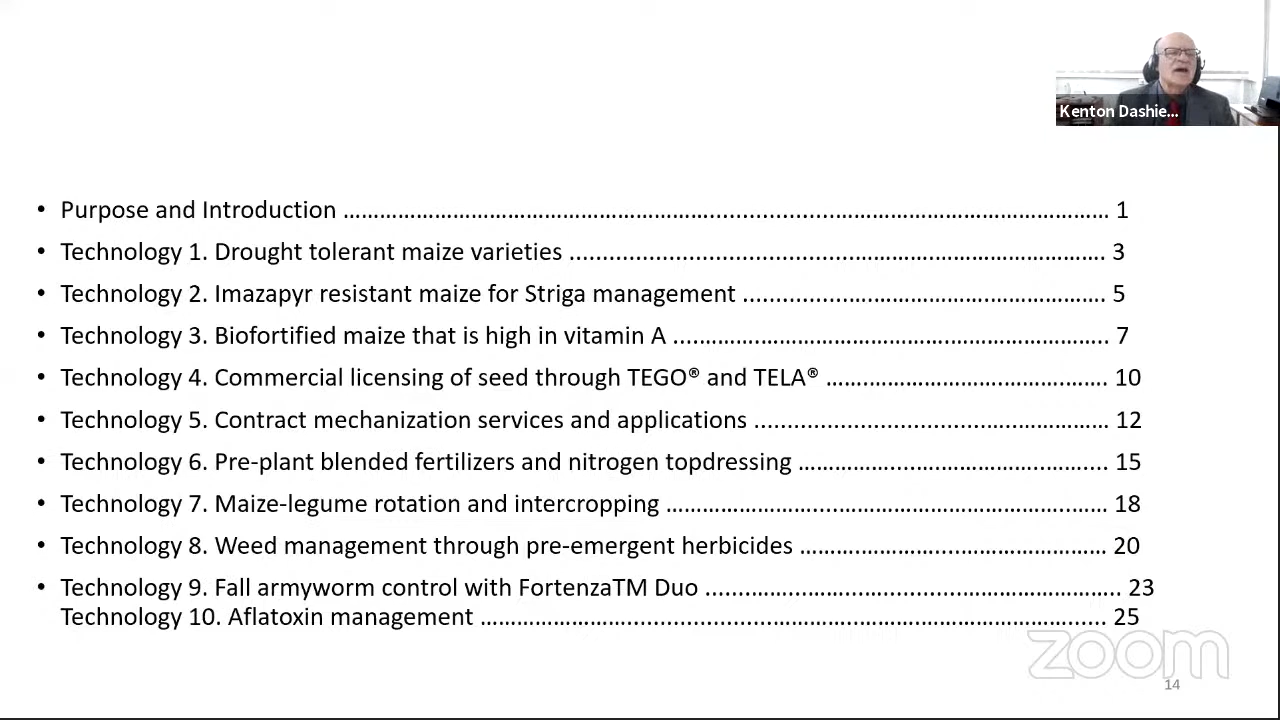 Kenton Dashie...
• Purpose and Introduction ........................................................................ 1
• Technology 1. Drought tolerant maize varieties ........................................................................ 3
• Technology 2. Imazapyr resistant maize for Striga management ........................................................................ 5
• Technology 3. Biofortified maize that is high in vitamin A ........................................................................ 7
• Technology 4. Commercial licensing of seed through TEGO® and TELA® ........................................................................ 10
• Technology 5. Contract mechanization services and applications ........................................................................ 12
• Technology 6. Pre-plant blended fertilizers and nitrogen topdressing ........................................................................ 15
• Technology 7. Maize-legume rotation and intercropping ........................................................................ 18
• Technology 8. Weed management through pre-emergent herbicides ........................................................................ 20
• Technology 9. Fall armyworm control with FortenzaTM Duo ........................................................................ 23
Technology 10. Aflatoxin management ........................................................................ 25
zoom
14